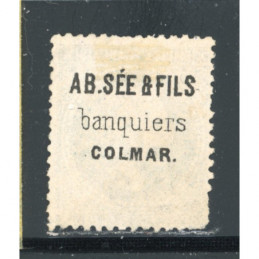 AB. SÉE & FILS
banquiers
COLMAR.